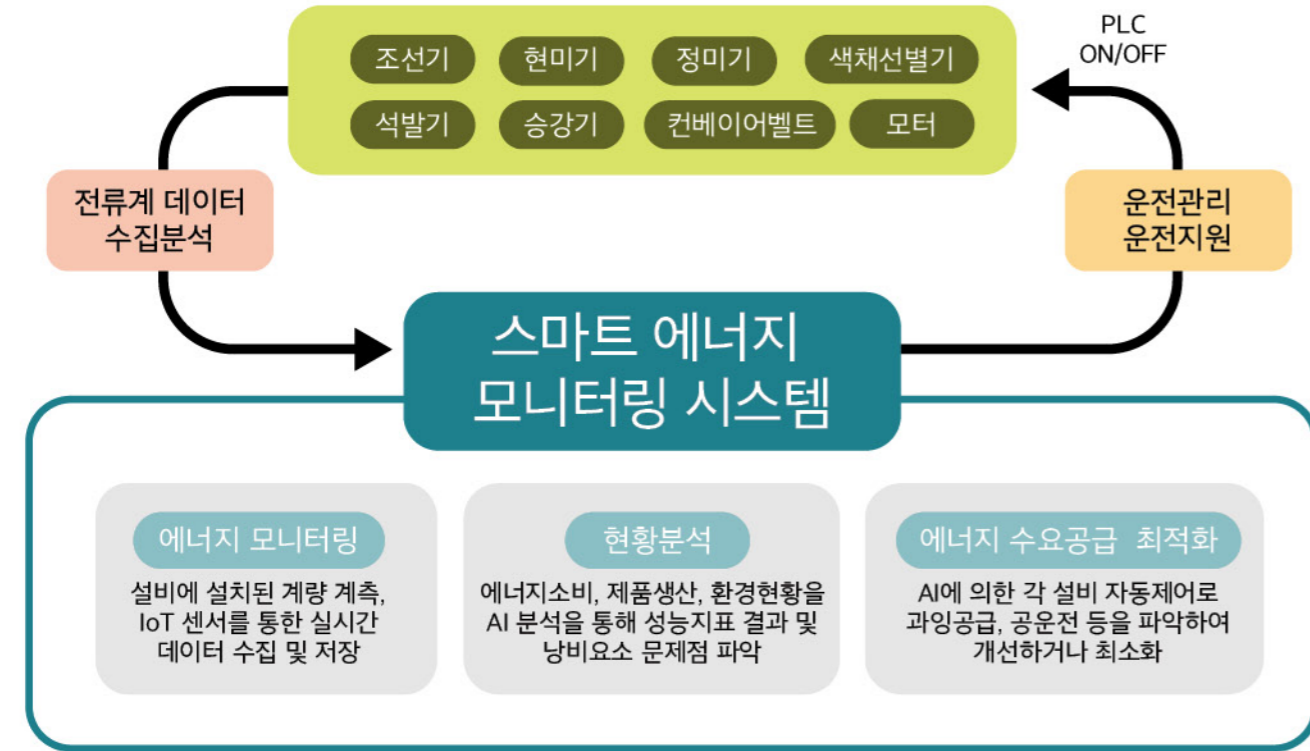 PLC
ON/OFF
조선기 현미기 정미기 색채선별기
석발기 승강기 컨베이어벨트 모터
전류계 데이터
수집분석
운전관리
운전지원
스마트 에너지
모니터링 시스템
에너지 모니터링
설비에 설치된 계량 계측,
IoT 센서를 통한 실시간
데이터 수집 및 저장
현황분석
에너지소비, 제품생산, 환경현황을
AI 분석을 통해 성능지표 결과 및
낭비요소 문제점 파악
에너지 수요공급 최적화
AI에 의한 각 설비 자동제어로
과잉공급, 공운전 등을 파악하여
개선하거나 최소화